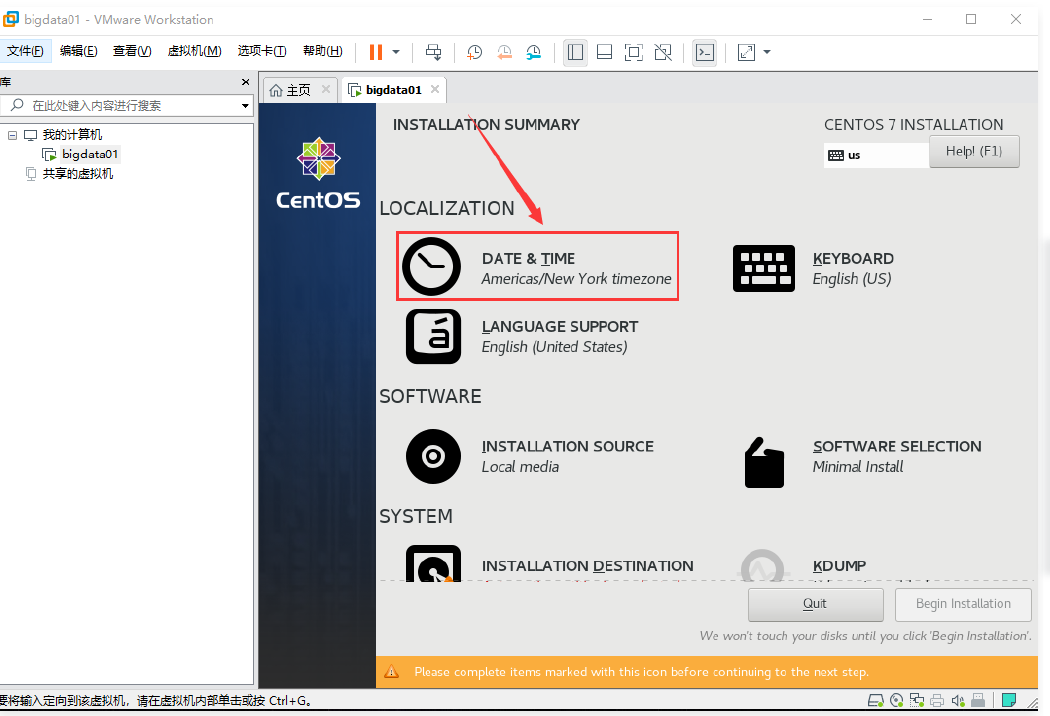 bigdata01 - VMware Workstation
文件(F) 编辑(E) 查看(V) 虚拟机(M) 选项卡(T) 帮助(H)
库
主页 bigdata01
在此处键入内容进行搜索
我的计算机
bigdata01
共享的虚拟机
CentOS
INSTALLATION SUMMARY
CENTOS 7 INSTALLATION
us
Help! (F1)
LOCALIZATION
DATE & TIME
Americas/New York timezone
KEYBOARD
English (US)
LANGUAGE SUPPORT
English (United States)
SOFTWARE
INSTALLATION SOURCE
Local media
SOFTWARE SELECTION
Minimal Install
SYSTEM
INSTALLATION DESTINATION
KDUMP
Quit
Begin Installation
We won't touch your disks until you click 'Begin Installation'.
Please complete items marked with this icon before continuing to the next step.
要将输入定向到该虚拟机，请在虚拟机内部单击或按 Ctrl+G。